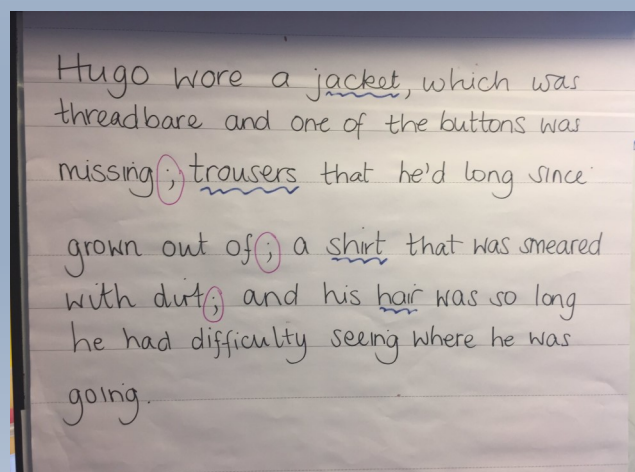 Hugo wore a jacket, which was
threadbare and one of the buttons was
missing; trousers that he'd long since
grown out of; a shirt that was smeared
with dirt; and his hair was so long
he had difficulty seeing where he was
going.